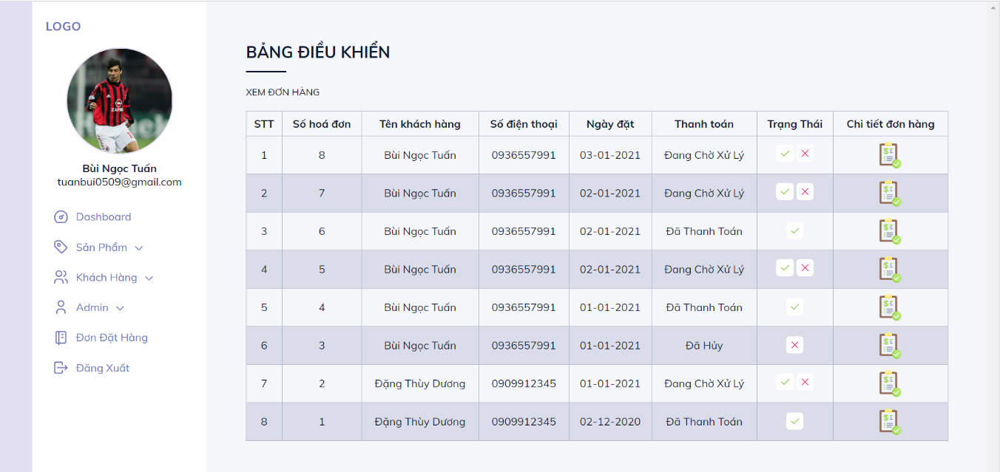 LOGO
Bùi Ngọc Tuấn
tuanbui0509@gmail.com
Dashboard
Sản Phẩm
Khách Hàng
Admin
Đơn Đặt Hàng
Đăng Xuất
BẢNG ĐIỀU KHIỂN
XEM ĐƠN HÀNG
STT Số hoá đơn Tên khách hàng Số điện thoại Ngày đặt Thanh toán Trạng Thái Chi tiết đơn hàng
1 8 Bùi Ngọc Tuấn 0936557991 03-01-2021 Đang Chờ Xử Lý
2 7 Bùi Ngọc Tuấn 0936557991 02-01-2021 Đang Chờ Xử Lý
3 6 Bùi Ngọc Tuấn 0936557991 02-01-2021 Đã Thanh Toán
4 5 Bùi Ngọc Tuấn 0936557991 02-01-2021 Đang Chờ Xử Lý
5 4 Bùi Ngọc Tuấn 0936557991 01-01-2021 Đã Thanh Toán
6 3 Bùi Ngọc Tuấn 0936557991 01-01-2021 Đã Hủy
7 2 Đặng Thùy Dương 0909912345 01-01-2021 Đang Chờ Xử Lý
8 1 Đặng Thùy Dương 0909912345 02-12-2020 Đã Thanh Toán